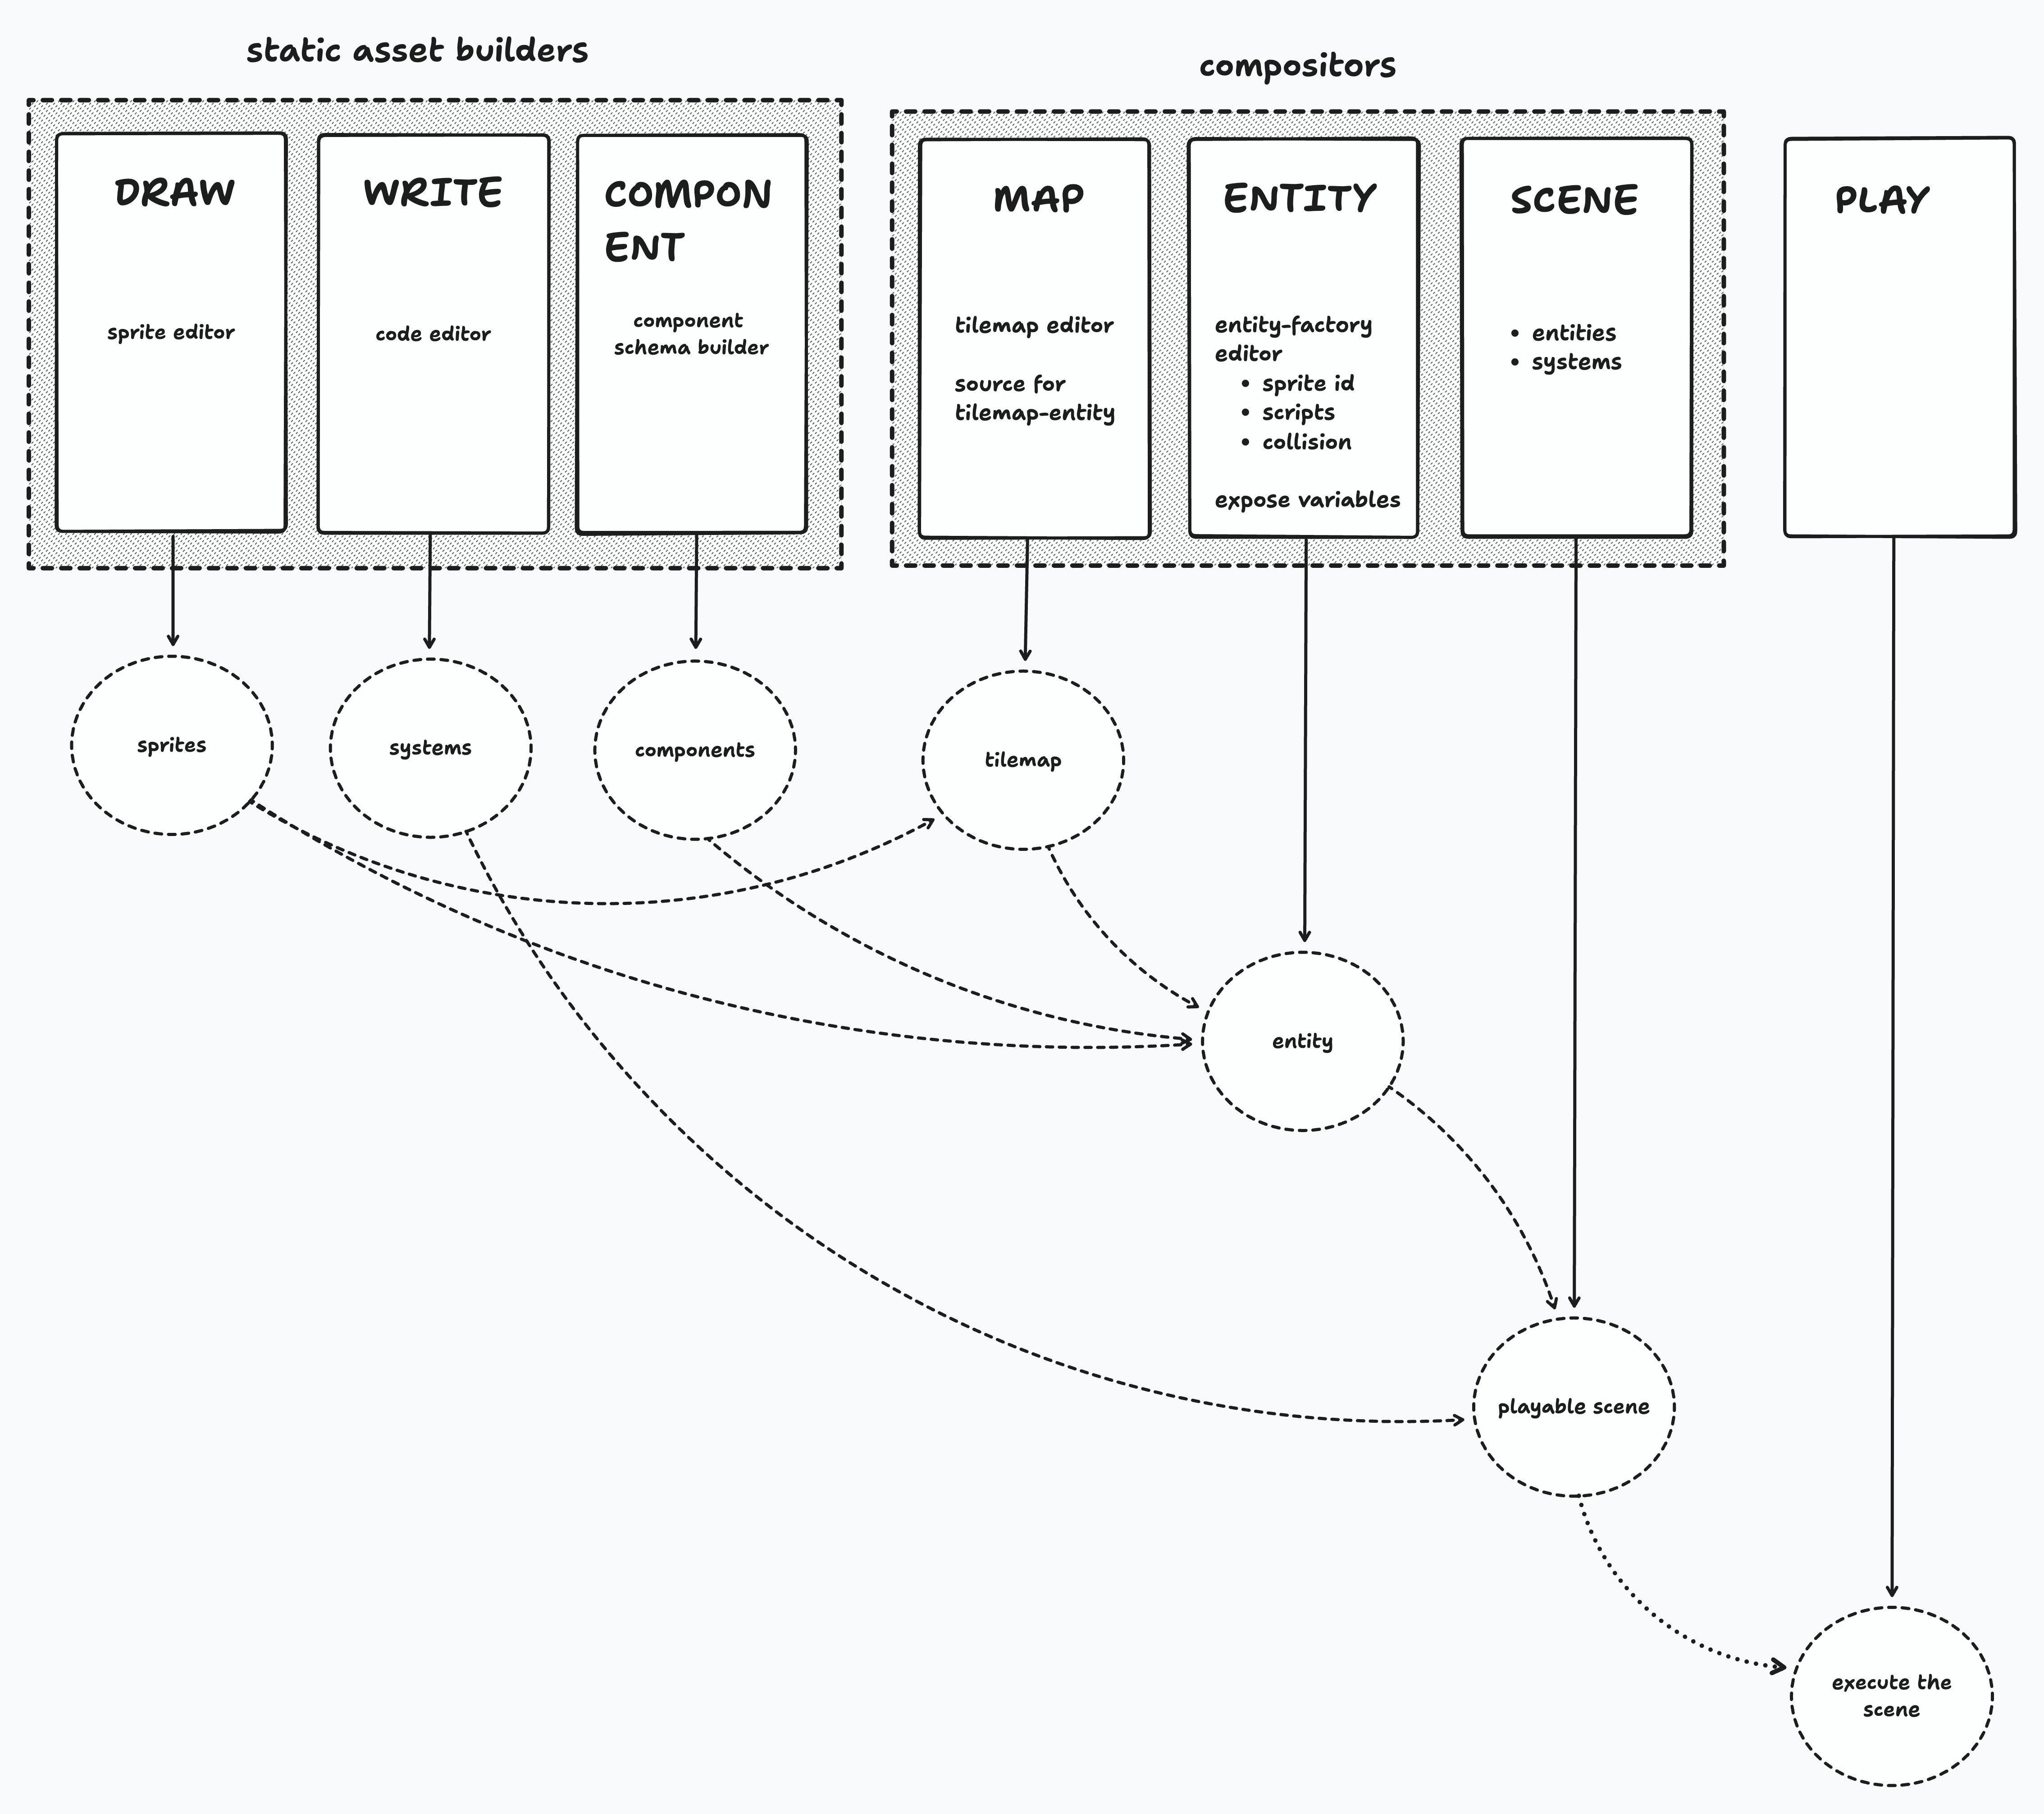 static asset builders
compositors
DRAW
sprite editor
WRITE
code editor
COMPON
ENT
component
schema builder
MAP
tilemap editor
source for
tilemap-entity
ENTITY
entity-factory
editor
• sprite id
• scripts
• collision
expose variables
SCENE
• entities
• systems
PLAY
sprites
systems
components
tilemap
entity
playable scene
execute the
scene